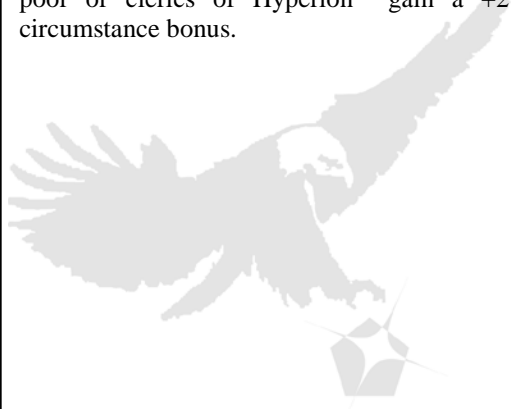 poor or clerics of Hyperion gain a +2
circumstance bonus.